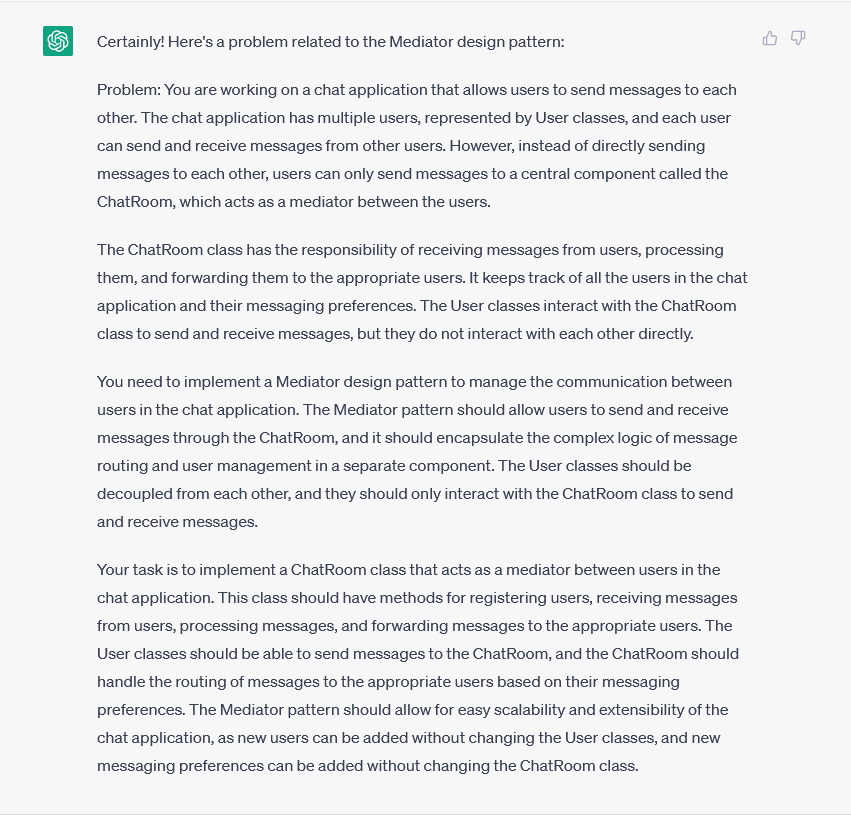 Certainly! Here's a problem related to the Mediator design pattern:
Problem: You are working on a chat application that allows users to send messages to each
other. The chat application has multiple users, represented by User classes, and each user
can send and receive messages from other users. However, instead of directly sending
messages to each other, users can only send messages to a central component called the
ChatRoom, which acts as a mediator between the users.
The ChatRoom class has the responsibility of receiving messages from users, processing
them, and forwarding them to the appropriate users. It keeps track of all the users in the chat
application and their messaging preferences. The User classes interact with the ChatRoom
class to send and receive messages, but they do not interact with each other directly.
You need to implement a Mediator design pattern to manage the communication between
users in the chat application. The Mediator pattern should allow users to send and receive
messages through the ChatRoom, and it should encapsulate the complex logic of message
routing and user management in a separate component. The User classes should be
decoupled from each other, and they should only interact with the ChatRoom class to send
and receive messages.
Your task is to implement a ChatRoom class that acts as a mediator between users in the
chat application. This class should have methods for registering users, receiving messages
from users, processing messages, and forwarding messages to the appropriate users. The
User classes should be able to send messages to the ChatRoom, and the ChatRoom should
handle the routing of messages to the appropriate users based on their messaging
preferences. The Mediator pattern should allow for easy scalability and extensibility of the
chat application, as new users can be added without changing the User classes, and new
messaging preferences can be added without changing the ChatRoom class.